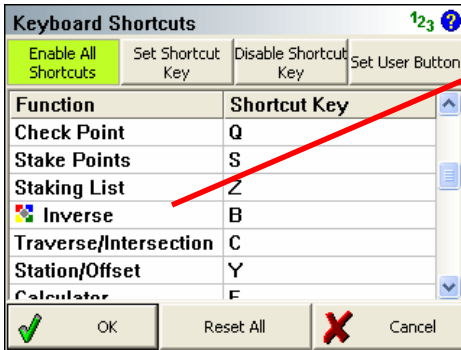 Keyboard Shortcuts 123
Enable All Shortcuts Set Shortcut Key Disable Shortcut Key Set User Button
Function Shortcut Key
Check Point Q
Stake Points S
Staking List Z
Inverse B
Traverse/Intersection C
Station/Offset Y
Calculator
OK Reset All Cancel